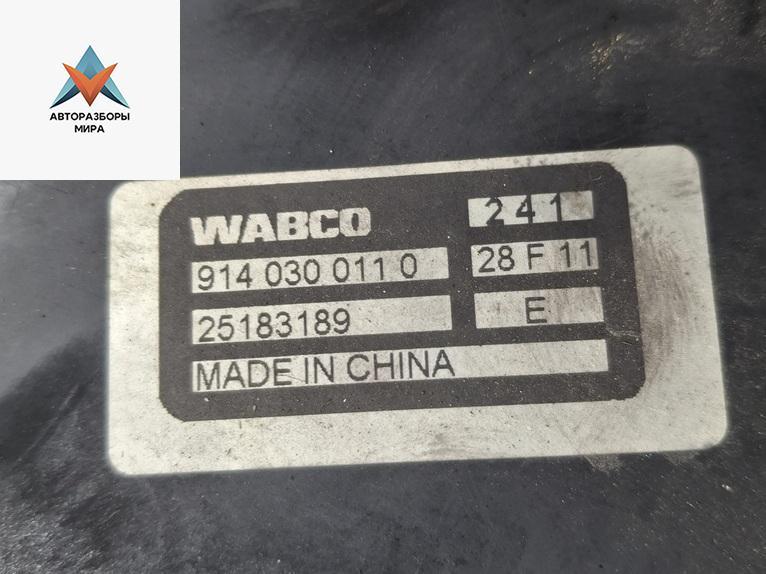 АВТОРАЗБОРЫ
МИРА
WABCO
241
914 030 011 0
28 F 11
25183189
E
MADE IN CHINA